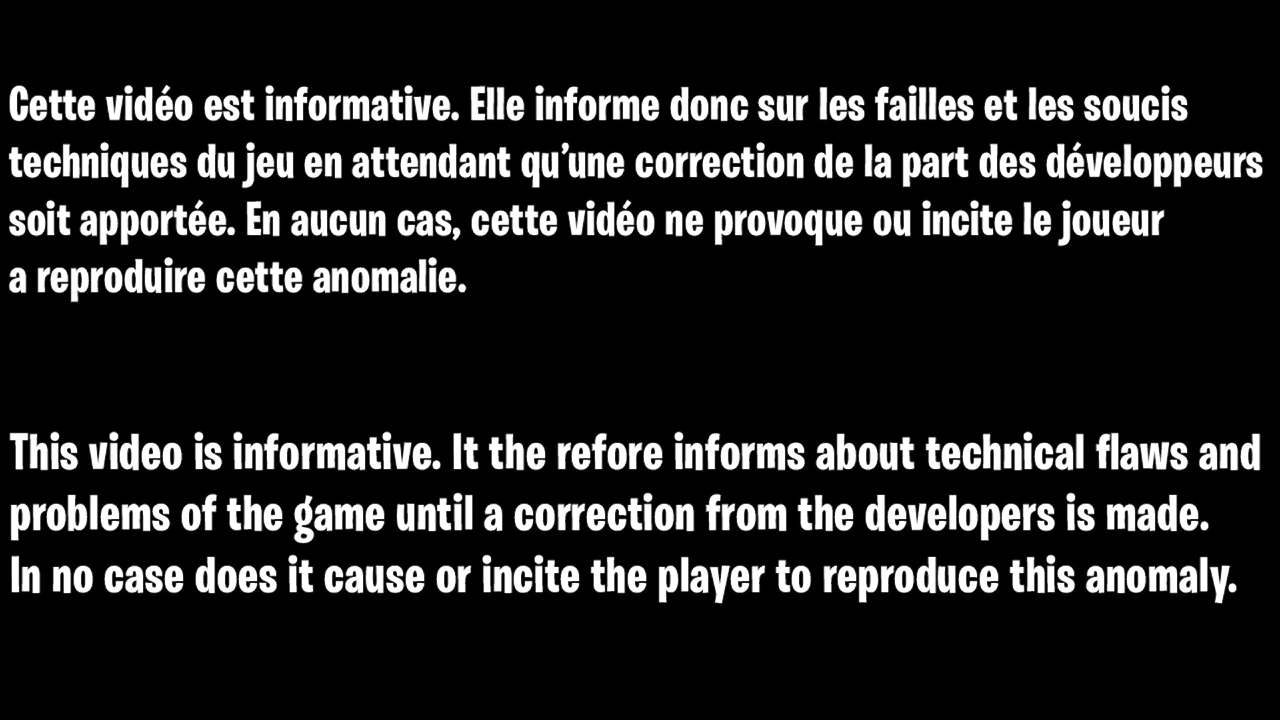 Cette vidéo est informative. Elle informe donc sur les failles et les soucis
techniques du jeu en attendant qu’une correction de la part des développeurs
soit apportée. En aucun cas, cette vidéo ne provoque ou incite le joueur
a reproduire cette anomalie.
This video is informative. It the refore informs about technical flaws and
problems of the game until a correction from the developers is made.
In no case does it cause or incite the player to reproduce this anomaly.